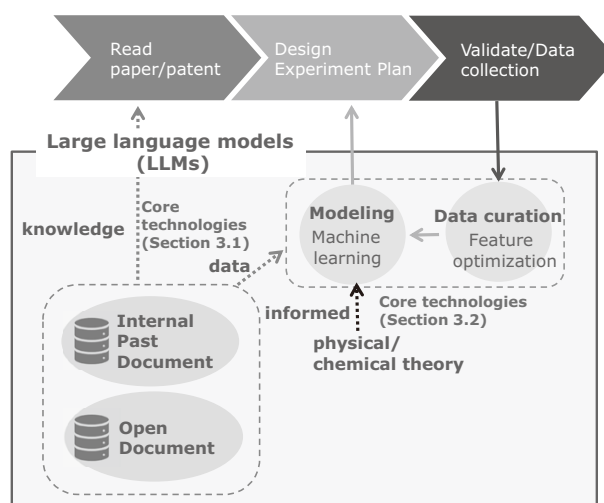 Read
paper/patent
Design
Experiment Plan
Validate/Data
collection
Large language models
(LLMs)
knowledge
Core
technologies
(Section 3.1)
data
Modeling
Machine
learning
Data curation
Feature
optimization
informed
Core technologies
(Section 3.2)
physical/
chemical theory
Internal
Past
Document
Open
Document